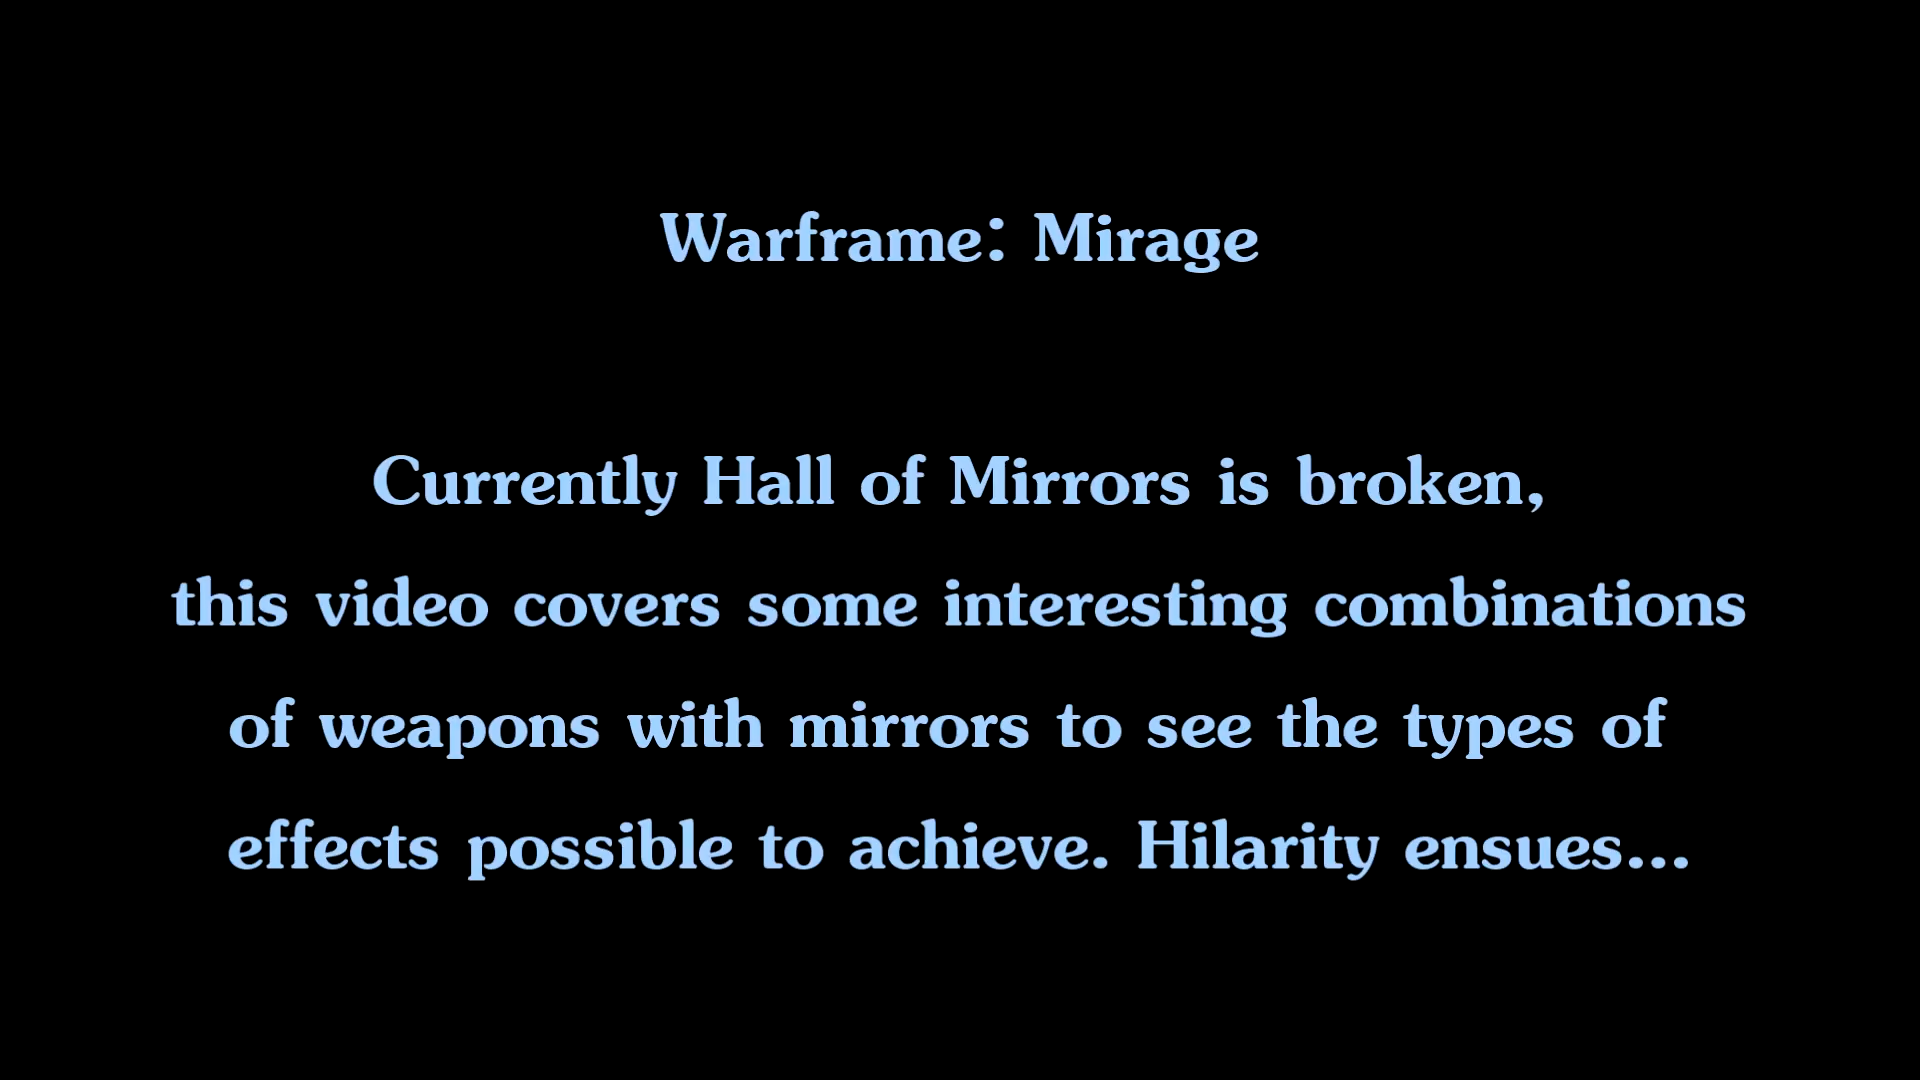 Warframe: Mirage
Currently Hall of Mirrors is broken,
this video covers some interesting combinations
of weapons with mirrors to see the types of
effects possible to achieve. Hilarity ensues...